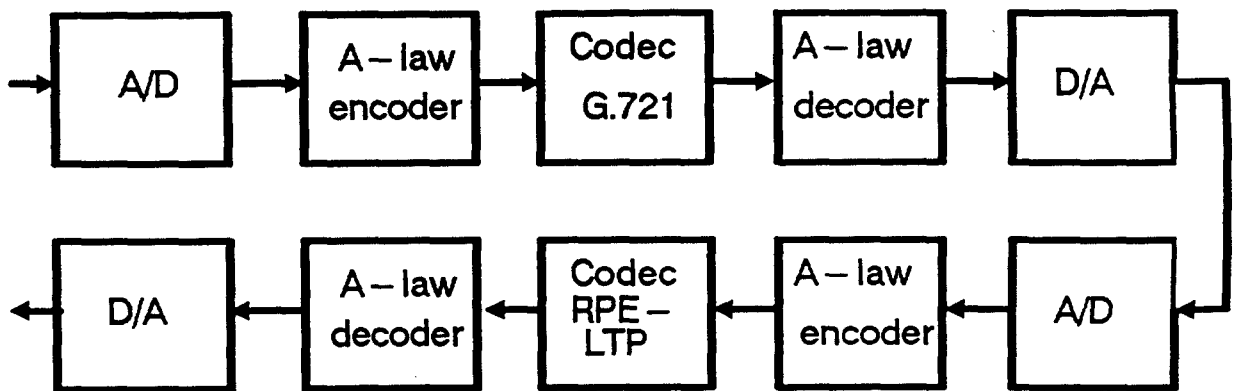 A/D
A – law
encoder
Codec
G.721
A – law
decoder
D/A
D/A
A – law
decoder
Codec
RPE –
LTP
A – law
encoder
A/D